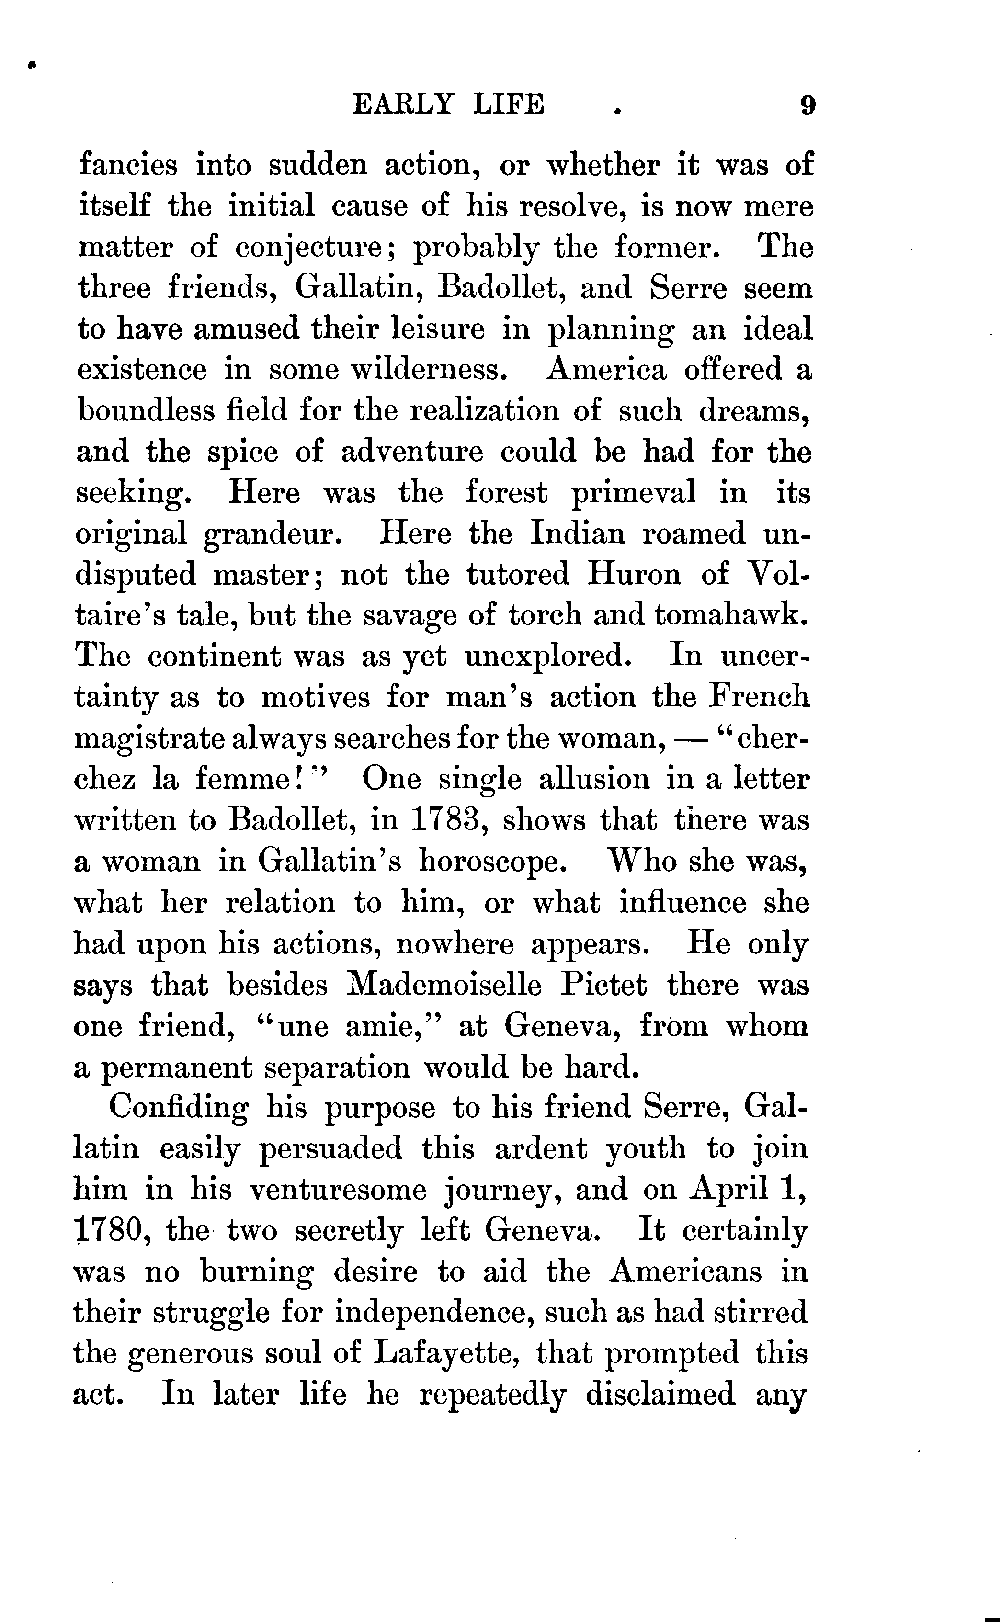 EARLY LIFE . 9
fancies into sudden action, or whether it was of
itself the initial cause of his resolve, is now mere
matter of conjecture; probably the former. The
three friends, Gallatin, Badollet, and Serre seem
to have amused their leisure in planning an ideal
existence in some wilderness. America offered a
boundless field for the realization of such dreams,
and the spice of adventure could be had for the
seeking. Here was the forest primeval in its
original grandeur. Here the Indian roamed un-
disputed master; not the tutored Huron of Vol-
taire's tale, but the savage of torch and tomahawk.
The continent was as yet unexplored. In uncer-
tainty as to motives for man's action the French
magistrate always searches for the woman, — “cher-
chez la femme!” One single allusion in a letter
written to Badollet, in 1783, shows that there was
a woman in Gallatin's horoscope. Who she was,
what her relation to him, or what influence she
had upon his actions, nowhere appears. He only
says that besides Mademoiselle Pictet there was
one friend, “une amie,” at Geneva, from whom
a permanent separation would be hard.
Confiding his purpose to his friend Serre, Gal-
latin easily persuaded this ardent youth to join
him in his venturesome journey, and on April 1,
1780, the two secretly left Geneva. It certainly
was no burning desire to aid the Americans in
their struggle for independence, such as had stirred
the generous soul of Lafayette, that prompted this
act. In later life he repeatedly disclaimed any